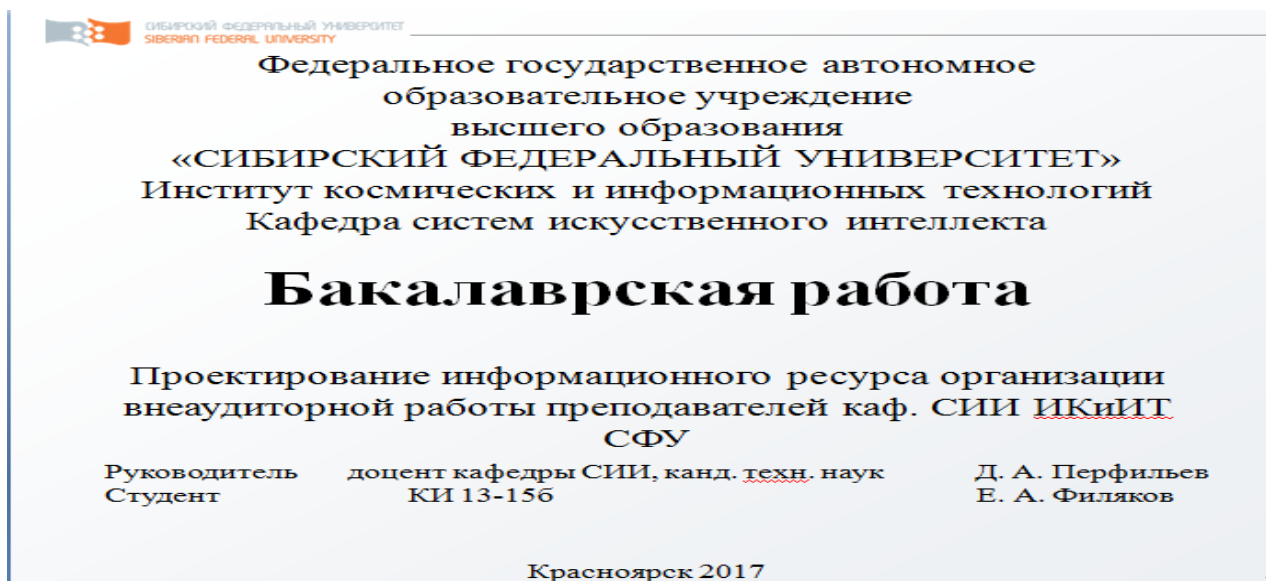 СИБИРСКИЙ ФЕДЕРАЛЬНЫЙ УНИВЕРСИТЕТ
SIBERIAN FEDERAL UNIVERSITY
Федеральное государственное автономное
образовательное учреждение
высшего образования
«СИБИРСКИЙ ФЕДЕРАЛЬНЫЙ УНИВЕРСИТЕТ»
Институт космических и информационных технологий
Кафедра систем искусственного интеллекта
Бакалаврская работа
Проектирование информационного ресурса организации
внеаудиторной работы преподавателей каф. СИИ ИКиИТ
СФУ
Руководитель доцент кафедры СИИ, канд. техн. наук Д. А. Перфильев
Студент КИ 13-15б Е. А. Филяков
Красноярск 2017